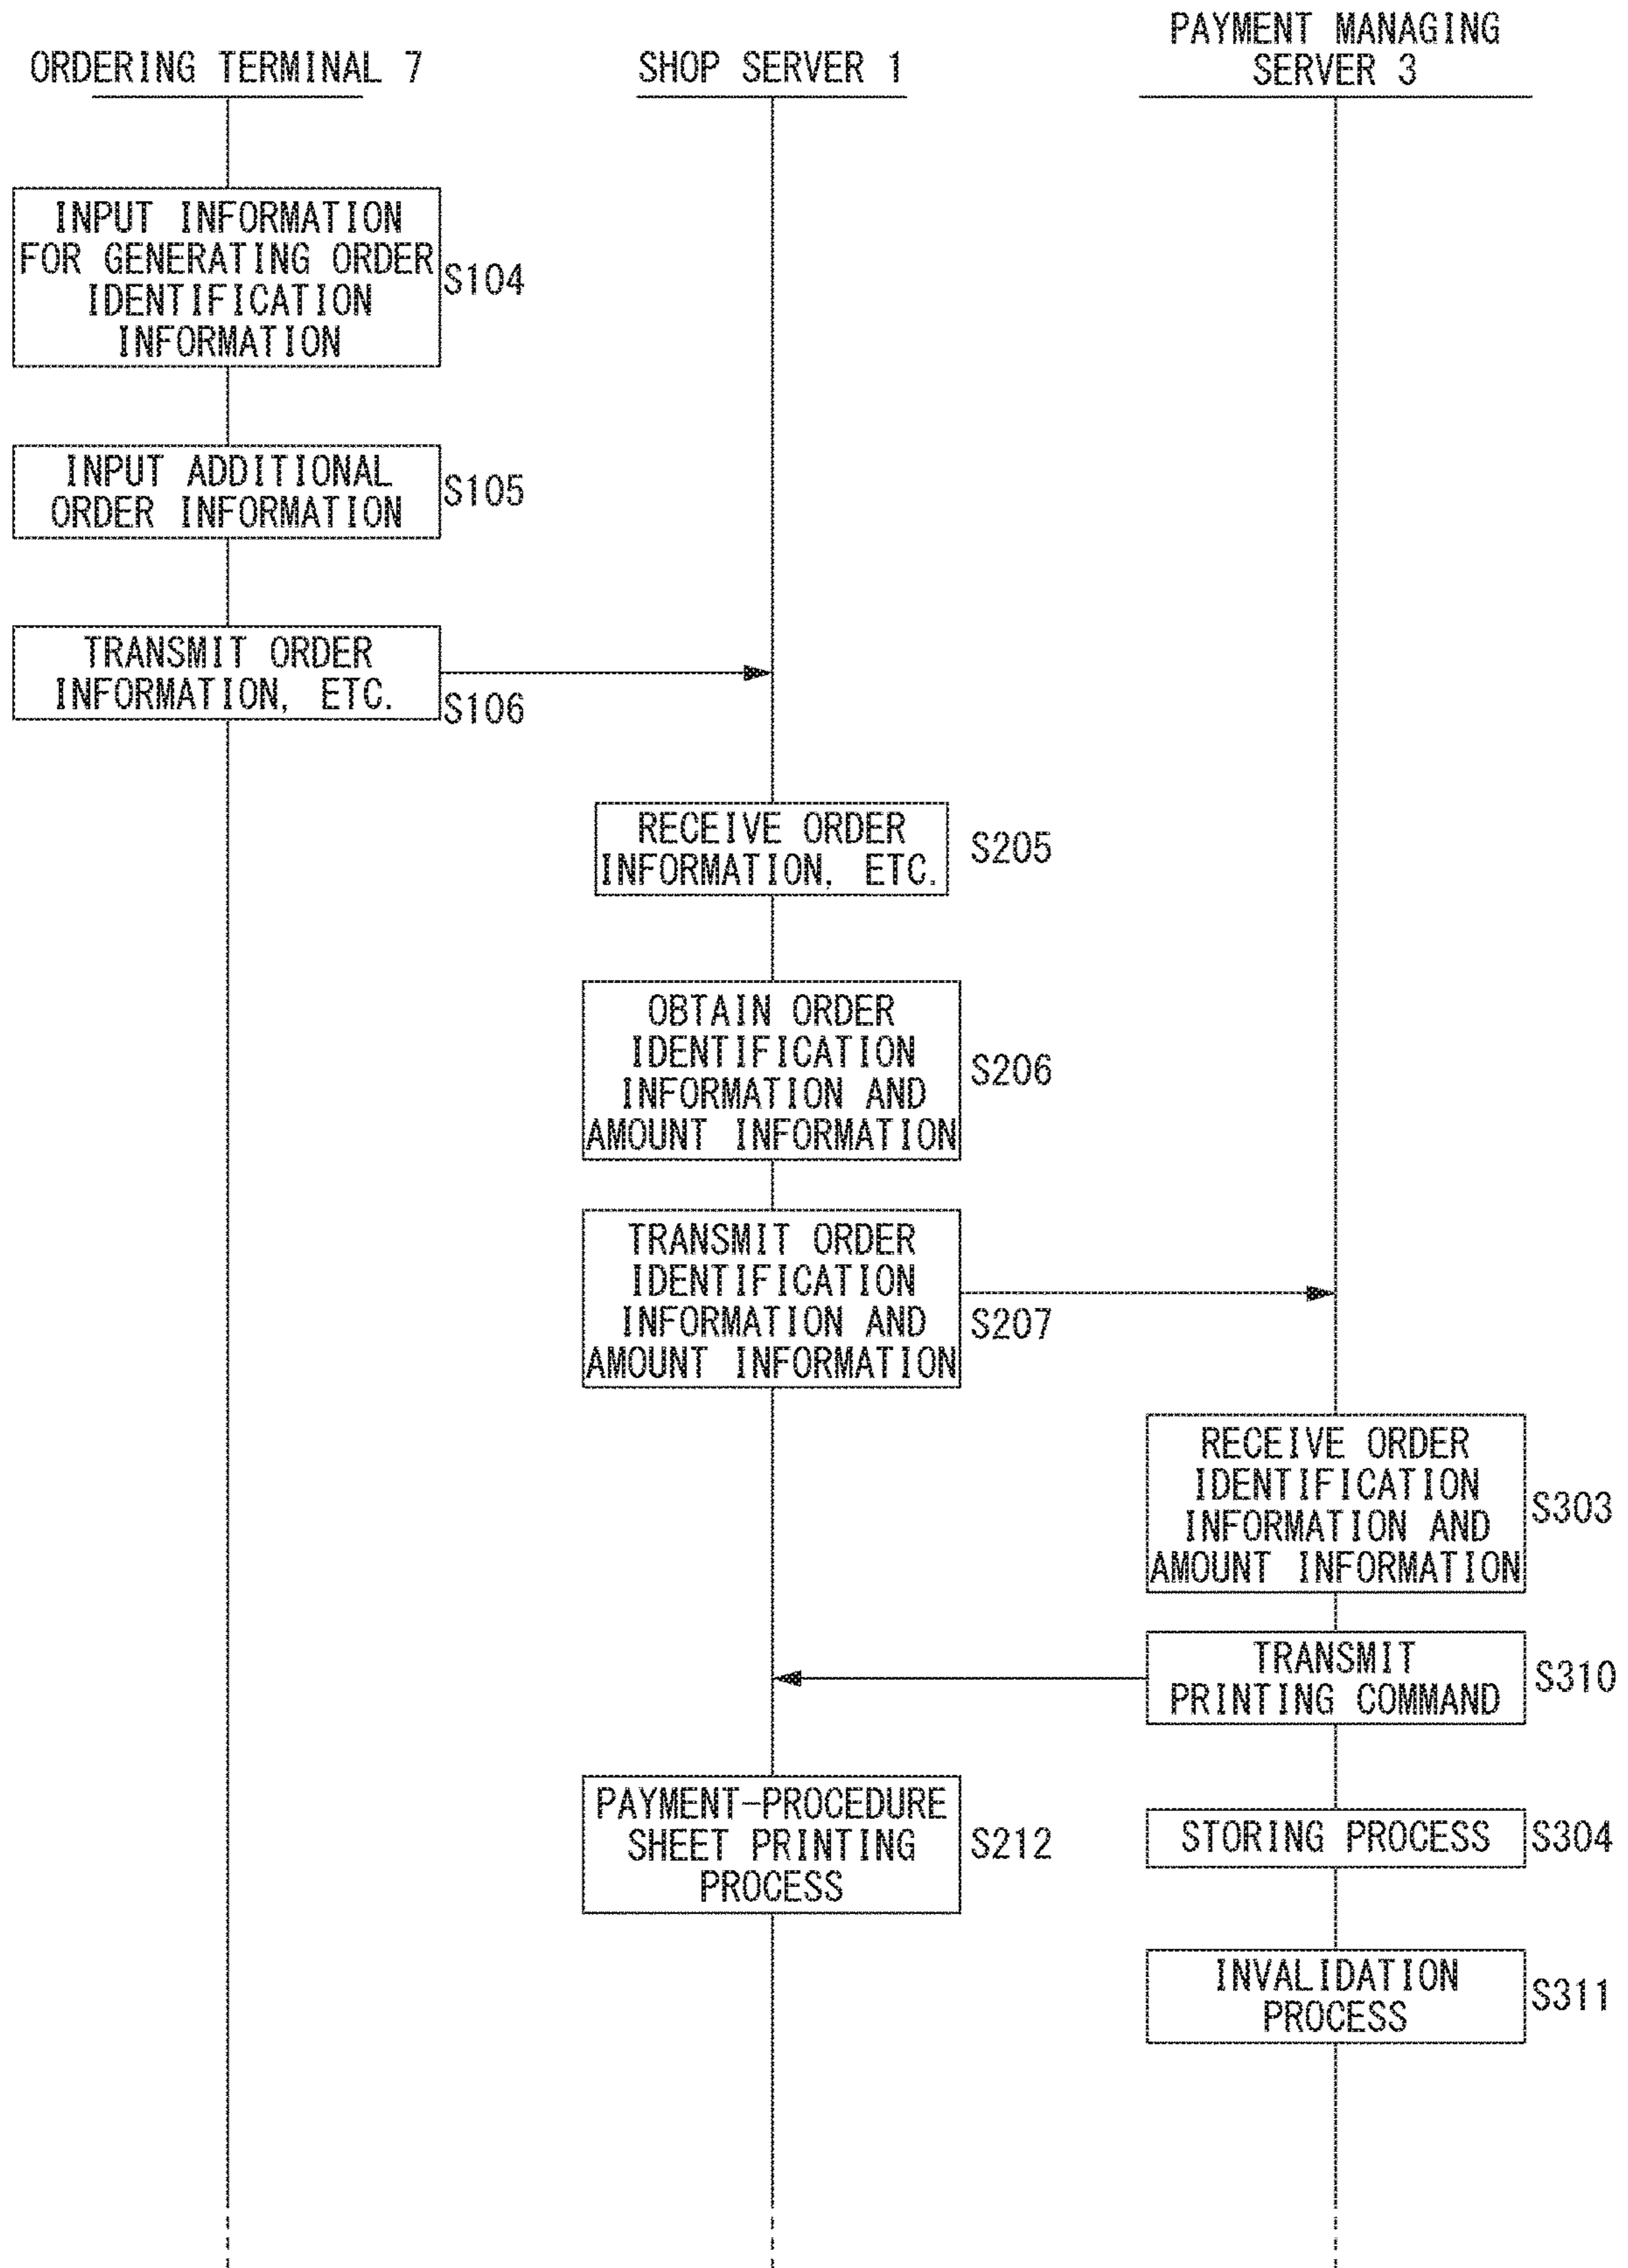 ORDERING TERMINAL 7
SHOP SERVER 1
PAYMENT MANAGING
SERVER 3
INPUT INFORMATION
FOR GENERATING ORDER
IDENTIFICATION
INFORMATION
S104
INPUT ADDITIONAL
ORDER INFORMATION
S105
TRANSMIT ORDER
INFORMATION, ETC.
S106
RECEIVE ORDER
INFORMATION, ETC.
S205
OBTAIN ORDER
IDENTIFICATION
INFORMATION AND
AMOUNT INFORMATION
S206
TRANSMIT ORDER
IDENTIFICATION
INFORMATION AND
AMOUNT INFORMATION
S207
RECEIVE ORDER
IDENTIFICATION
INFORMATION AND
AMOUNT INFORMATION
S303
TRANSMIT
PRINTING COMMAND
S310
PAYMENT-PROCEDURE
SHEET PRINTING
PROCESS
S212
STORING PROCESS
S304
INVALIDATION
PROCESS
S311